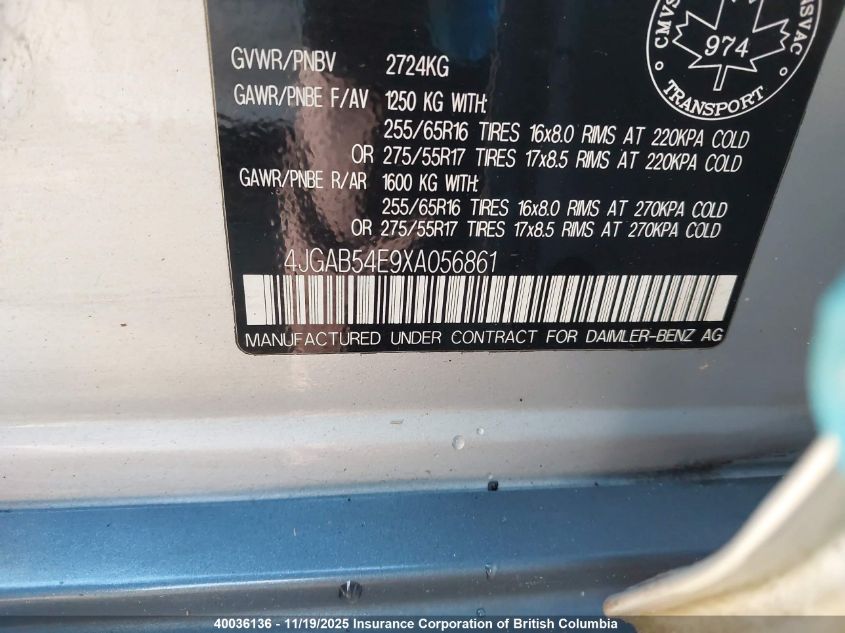 GVWR/PNBV 2724KG
GAWR/PNBE F/AV 1250 KG WITH:
255/65R16 TIRES 16x8.0 RIMS AT 220KPA COLD
OR 275/55R17 TIRES 17x8.5 RIMS AT 220KPA COLD
GAWR/PNBE R/AR 1600 KG WITH:
255/65R16 TIRES 16x8.0 RIMS AT 270KPA COLD
OR 275/55R17 TIRES 17x8.5 RIMS AT 270KPA COLD
4JGAB54E9XA056861
MANUFACTURED UNDER CONTRACT FOR DAIMLER-BENZ AG
974
TRANSPORT
40036136 - 11/19/2025 Insurance Corporation of British Columbia